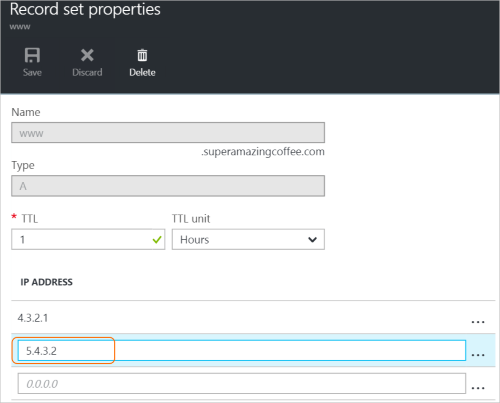 Record set properties
www
Save Discard Delete
Name
www
.superamazingcoffee.com
Type
A
* TTL TTL unit
1 Hours
IP ADDRESS
4.3.2.1 ...
5.4.3.2 ...
0.0.0.0 ...